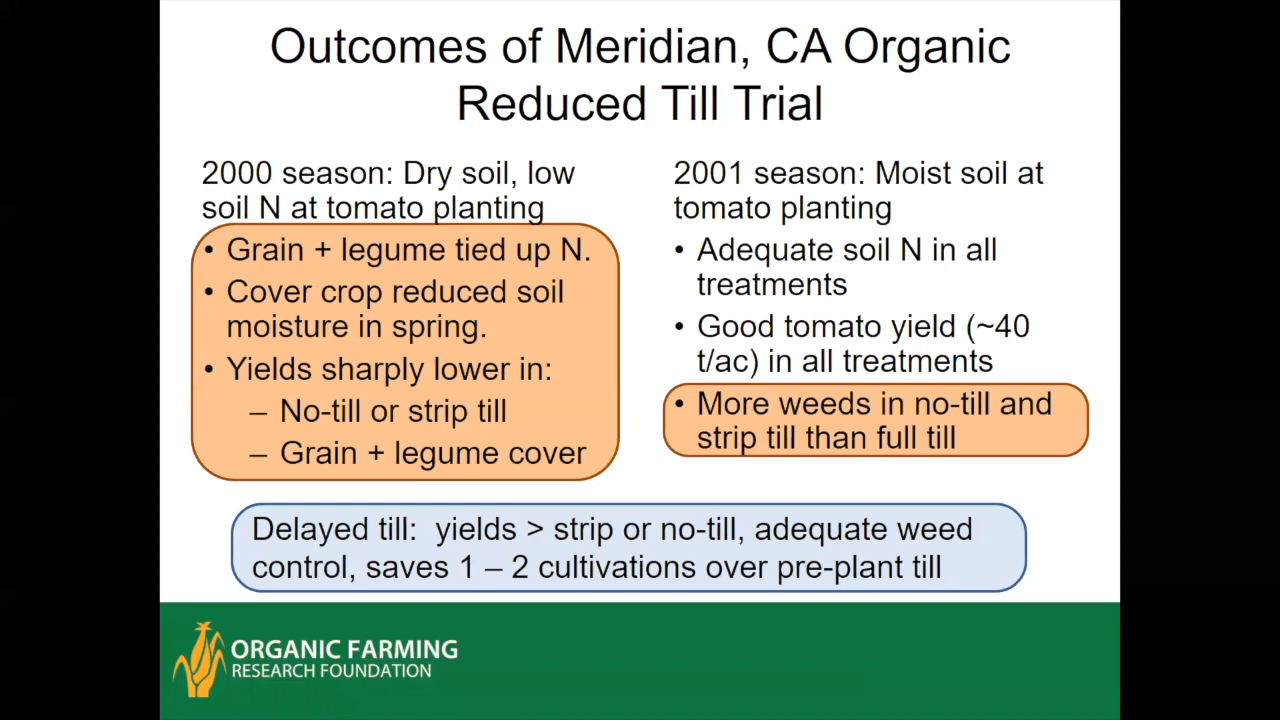 Outcomes of Meridian, CA Organic
Reduced Till Trial
2000 season: Dry soil, low
soil N at tomato planting
• Grain + legume tied up N.
• Cover crop reduced soil
moisture in spring.
• Yields sharply lower in:
– No-till or strip till
– Grain + legume cover
2001 season: Moist soil at
tomato planting
• Adequate soil N in all
treatments
• Good tomato yield (~40
t/ac) in all treatments
• More weeds in no-till and
strip till than full till
Delayed till: yields > strip or no-till, adequate weed
control, saves 1 – 2 cultivations over pre-plant till
ORGANIC FARMING
RESEARCH FOUNDATION